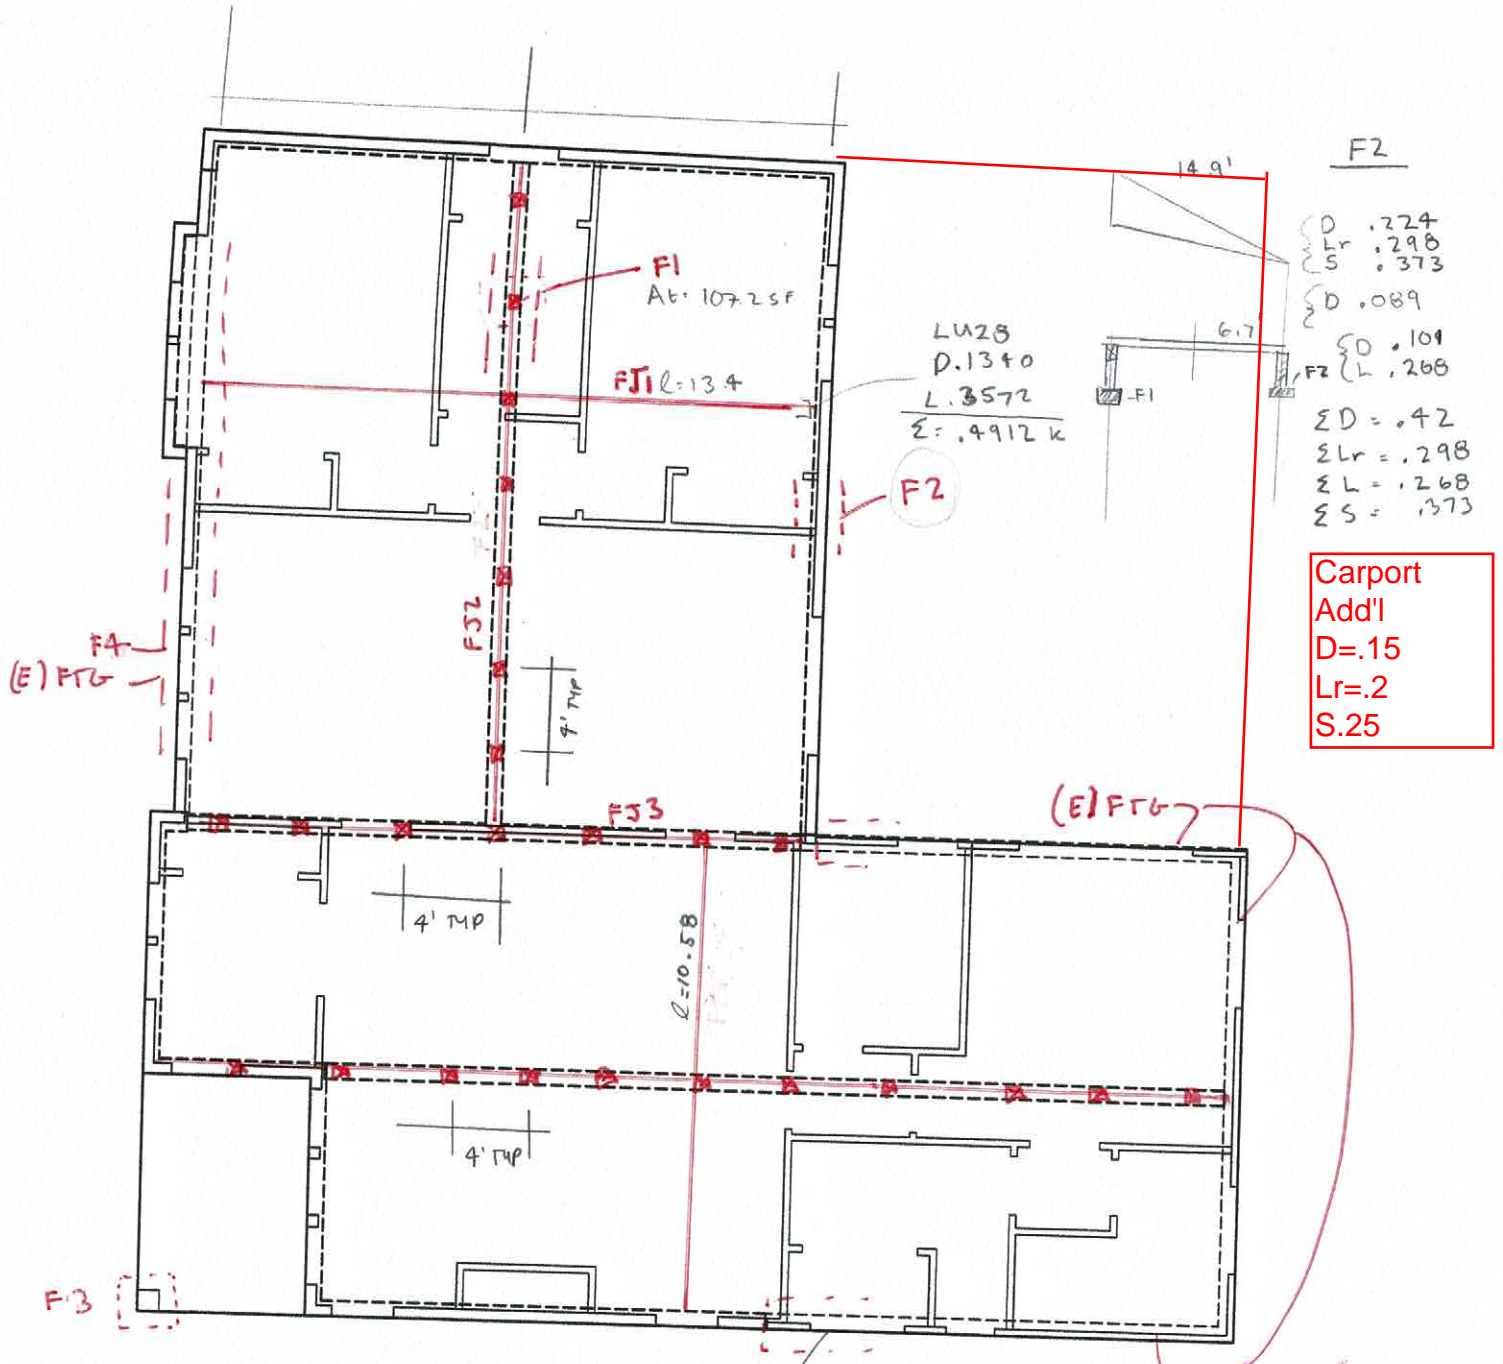 F2
14.9'
D .224
Lr .298
S .373
D .089
6.7'
D .101
F2 L .268
F1
ΣD = .42
ΣLr = .298
ΣL = .268
ΣS = .373
Carport
Add'l
D=.15
Lr=.2
S.25
F1
At= 107.2 SF
LU28
D.1340
L.3572
Σ= .4912 k
FJ1 l=13.4
F2
FJ2
4' TYP
F4
(E) FTG
FJ3
(E) FTG
4' TYP
l=10.58
4' TYP
F3